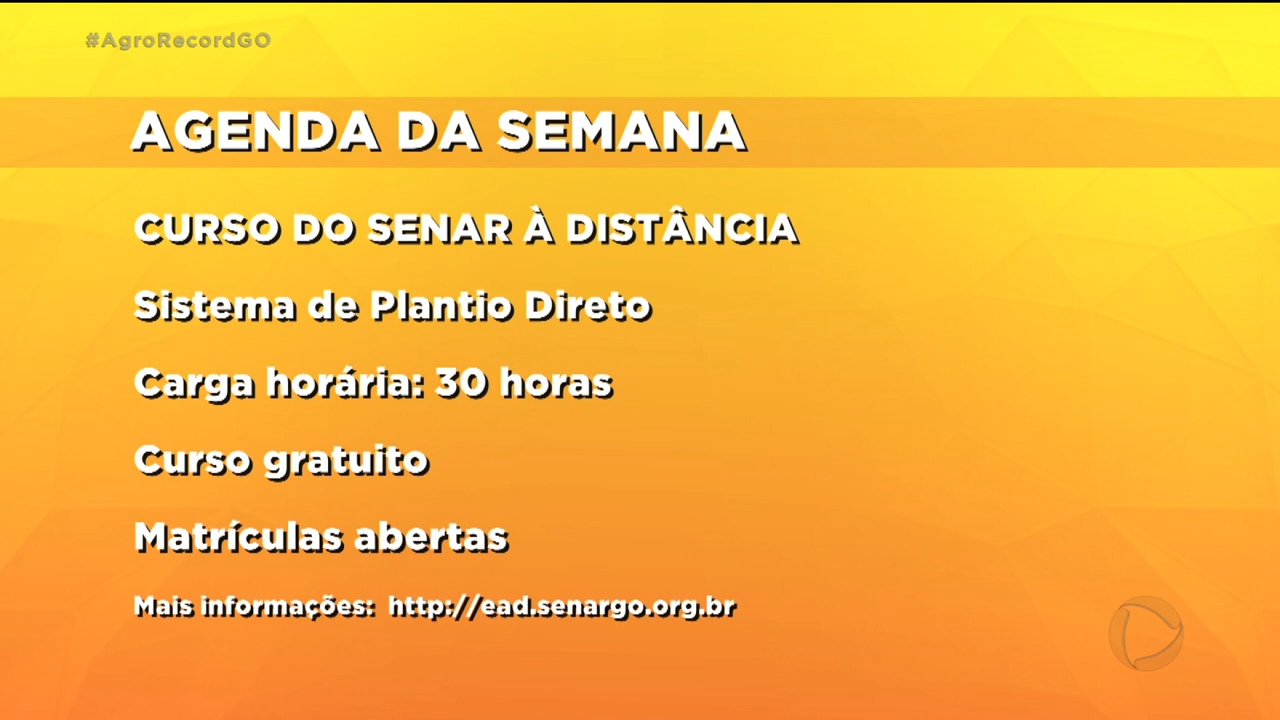 #AgroRecordGO
AGENDA DA SEMANA
CURSO DO SENAR À DISTÂNCIA
Sistema de Plantio Direto
Carga horária: 30 horas
Curso gratuito
Matrículas abertas
Mais informações: http://ead.senargo.org.br